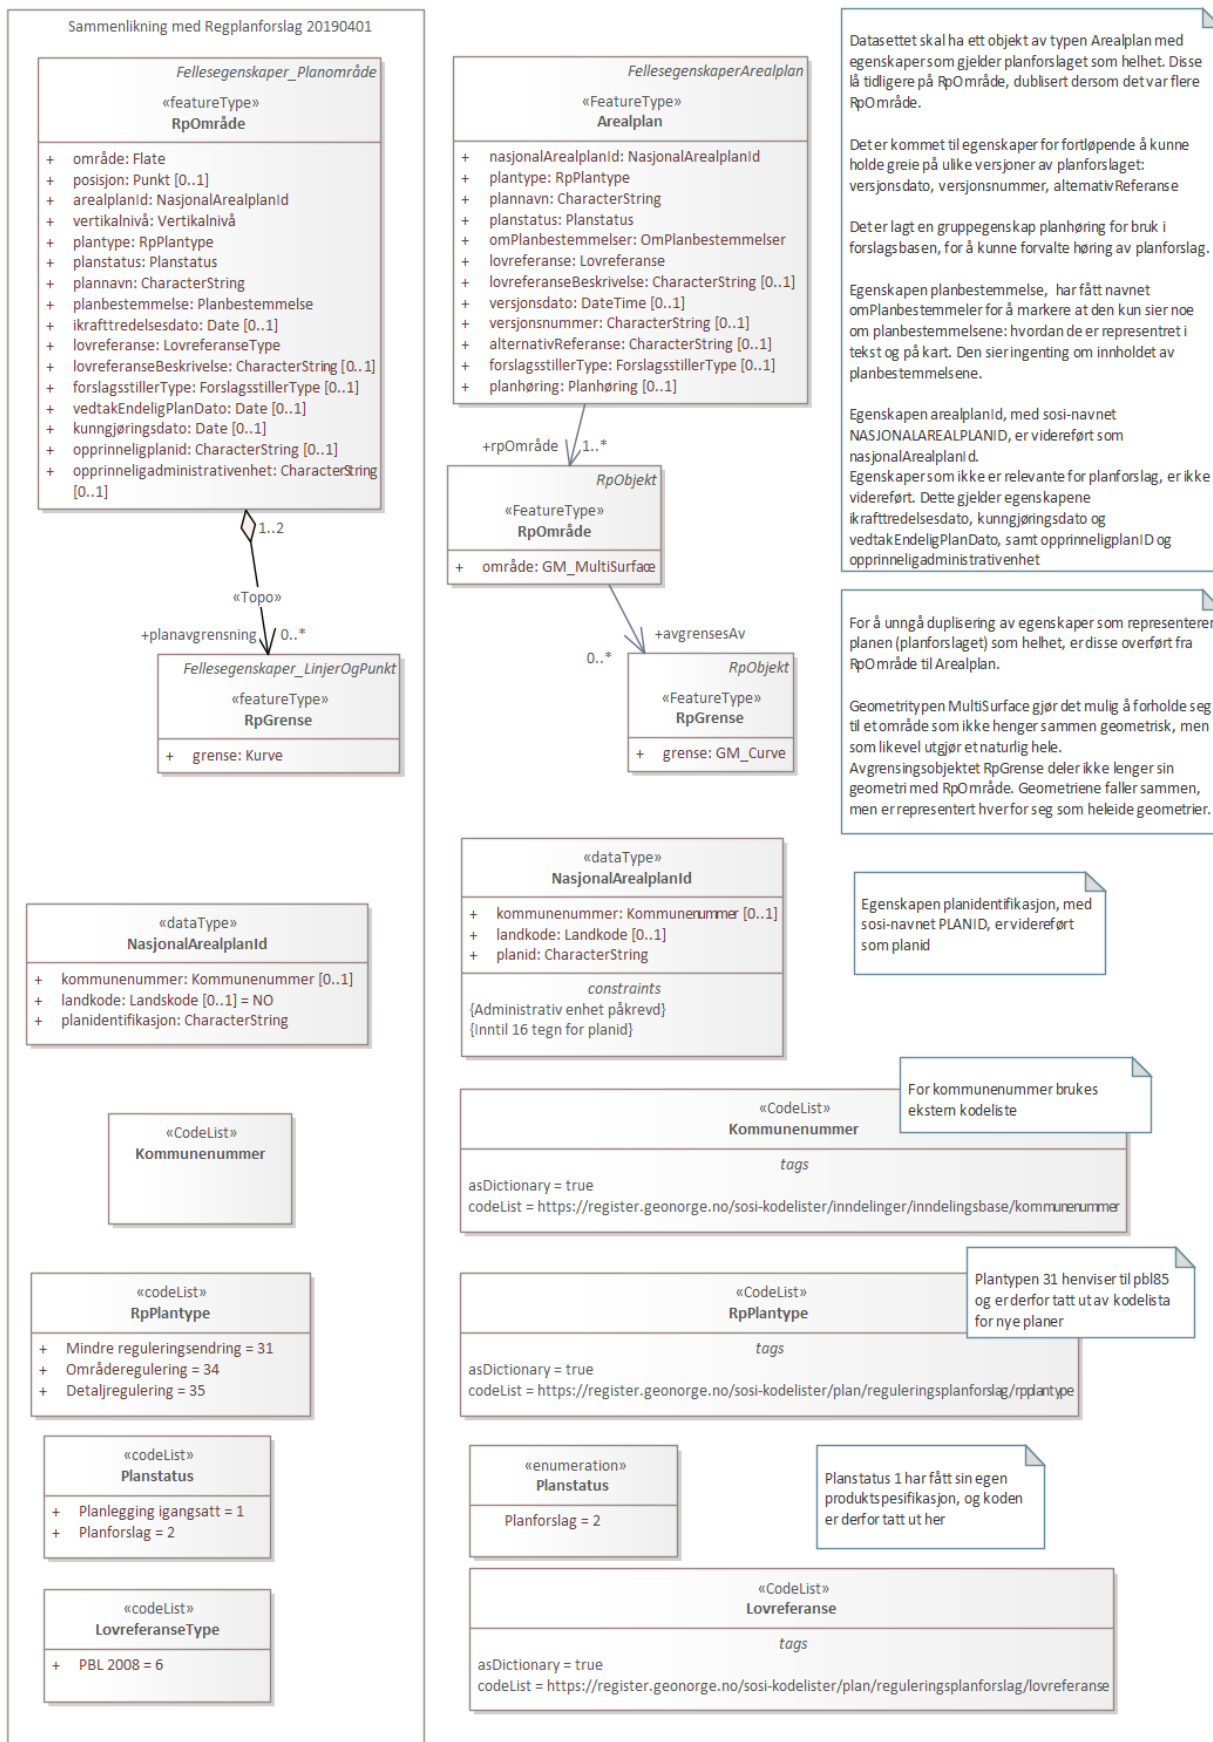 Sammenlikning med Regplanforslag 20190401
Fellesegenskaper_Planområde
«featureType»
RpOmråde
+ område: Flate
+ posisjon: Punkt [0..1]
+ arealplanId: NasjonalArealplanId
+ vertikalnivå: Vertikalnivå
+ plantype: RpPlantype
+ planstatus: Planstatus
+ plannavn: CharacterString
+ planbestemmelse: Planbestemmelse
+ ikrafttredelsesdato: Date [0..1]
+ lovreferanse: LovreferanseType
+ lovreferanseBeskrivelse: CharacterString [0..1]
+ forslagsstillerType: ForslagsstillerType [0..1]
+ vedtakEndeligPlanDato: Date [0..1]
+ kunngjøringsdato: Date [0..1]
+ opprinneligplanid: CharacterString [0..1]
+ opprinneligadministrativenhet: CharacterString
[0..1]
1..2
«Topo»
+planavgrensning 0..*
Fellesegenskaper_LinjerOgPunkt
«featureType»
RpGrense
+ grense: Kurve
«dataType»
NasjonalArealplanId
+ kommunenummer: Kommunenummer [0..1]
+ landkode: Landskode [0..1] = NO
+ planidentifikasjon: CharacterString
«CodeList»
Kommunenummer
«codeList»
RpPlantype
+ Mindre reguleringsendring = 31
+ Områderegulering = 34
+ Detaljregulering = 35
«codeList»
Planstatus
+ Planlegging igangsatt = 1
+ Planforslag = 2
«codeList»
LovreferanseType
+ PBL 2008 = 6
FellesegenskaperArealplan
«FeatureType»
Arealplan
+ nasjonalArealplanId: NasjonalArealplanId
+ plantype: RpPlantype
+ plannavn: CharacterString
+ planstatus: Planstatus
+ omPlanbestemmelser: OmPlanbestemmelser
+ lovreferanse: Lovreferanse
+ lovreferanseBeskrivelse: CharacterString [0..1]
+ versjonsdato: DateTime [0..1]
+ versjonsnummer: CharacterString [0..1]
+ alternativReferanse: CharacterString [0..1]
+ forslagsstillerType: ForslagsstillerType [0..1]
+ planhøring: Planhøring [0..1]
+rpOmråde 1..*
RpObjekt
«FeatureType»
RpOmråde
+ område: GM_MultiSurface
+avgrensesAv
0..*
RpObjekt
«FeatureType»
RpGrense
+ grense: GM_Curve
«dataType»
NasjonalArealplanId
+ kommunenummer: Kommunenummer [0..1]
+ landkode: Landkode [0..1]
+ planid: CharacterString
constraints
{Administrativ enhet påkrevd}
{Inntil 16 tegn for planid}
«CodeList»
Kommunenummer
tags
asDictionary = true
codeList = https://register.geonorge.no/sosi-kodelister/inndelinger/inndelingsbase/kommunenummer
«CodeList»
RpPlantype
tags
asDictionary = true
codeList = https://register.geonorge.no/sosi-kodelister/plan/reguleringsplanforslag/rpplantype
«enumeration»
Planstatus
Planforslag = 2
«CodeList»
Lovreferanse
tags
asDictionary = true
codeList = https://register.geonorge.no/sosi-kodelister/plan/reguleringsplanforslag/lovreferanse
Datasettet skal ha ett objekt av typen Arealplan med
egenskaper som gjelder planforslaget som helhet. Disse
lå tidligere på RpOmråde, dublisert dersom det var flere
RpOmråde.
Det er kommet til egenskaper for fortløpende å kunne
holde greie på ulike versjoner av planforslaget:
versjonsdato, versjonsnummer, alternativReferanse
Det er lagt en gruppegenskap planhøring for bruk i
forslagsbasen, for å kunne forvalte høring av planforslag.
Egenskapen planbestemmelse, har fått navnet
omPlanbestemmeler for å markere at den kun sier noe
om planbestemmelsene: hvordan de er representret i
tekst og på kart. Den sier ingenting om innholdet av
planbestemmelsene.
Egenskapen arealplanId, med sosi-navnet
NASJONALAREALPLANID, er videreført som
nasjonalArealplanId.
Egenskaper som ikke er relevante for planforslag, er ikke
videreført. Dette gjelder egenskapene
ikrafttredelsesdato, kunngjøringsdato og
vedtakEndeligPlanDato, samt opprinneligplanID og
opprinneligadministrativenhet
For å unngå duplisering av egenskaper som representerer
planen (planforslaget) som helhet, er disse overført fra
RpOmråde til Arealplan.
Geometritypen MultiSurface gjør det mulig å forholde seg
til et område som ikke henger sammen geometrisk, men
som likevel utgjør et naturlig hele.
Avgrensingsobjektet RpGrense deler ikke lenger sin
geometri med RpOmråde. Geometriene faller sammen,
men er representert hver for seg som heleide geometrier.
Egenskapen planidentifikasjon, med
sosi-navnet PLANID, er videreført
som planid
For kommunenummer brukes
ekstern kodeliste
Plantypen 31 henviser til pbl85
og er derfor tatt ut av kodelista
for nye planer
Planstatus 1 har fått sin egen
produktspesifikasjon, og koden
er derfor tatt ut her